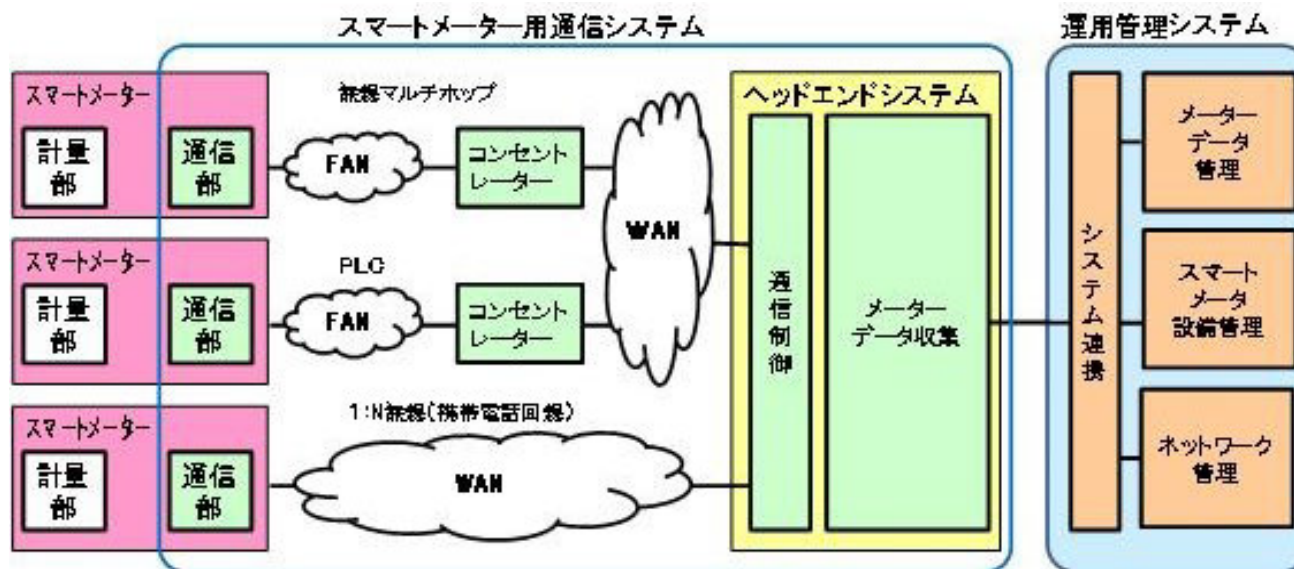 スマートメーター用通信システム
運用管理システム
スマートメーター
計量
部
通信
部
無線マルチホップ
FAN
コンセント
レーター
スマートメーター
計量
部
通信
部
PLC
FAN
コンセント
レーター
WAN
スマートメーター
計量
部
通信
部
1:N無線(携帯電話回線)
WAN
ヘッドエンドシステム
通信制御
メーター
データ収集
システム連携
メーター
データ
管理
スマート
メータ
設備管理
ネットワーク
管理